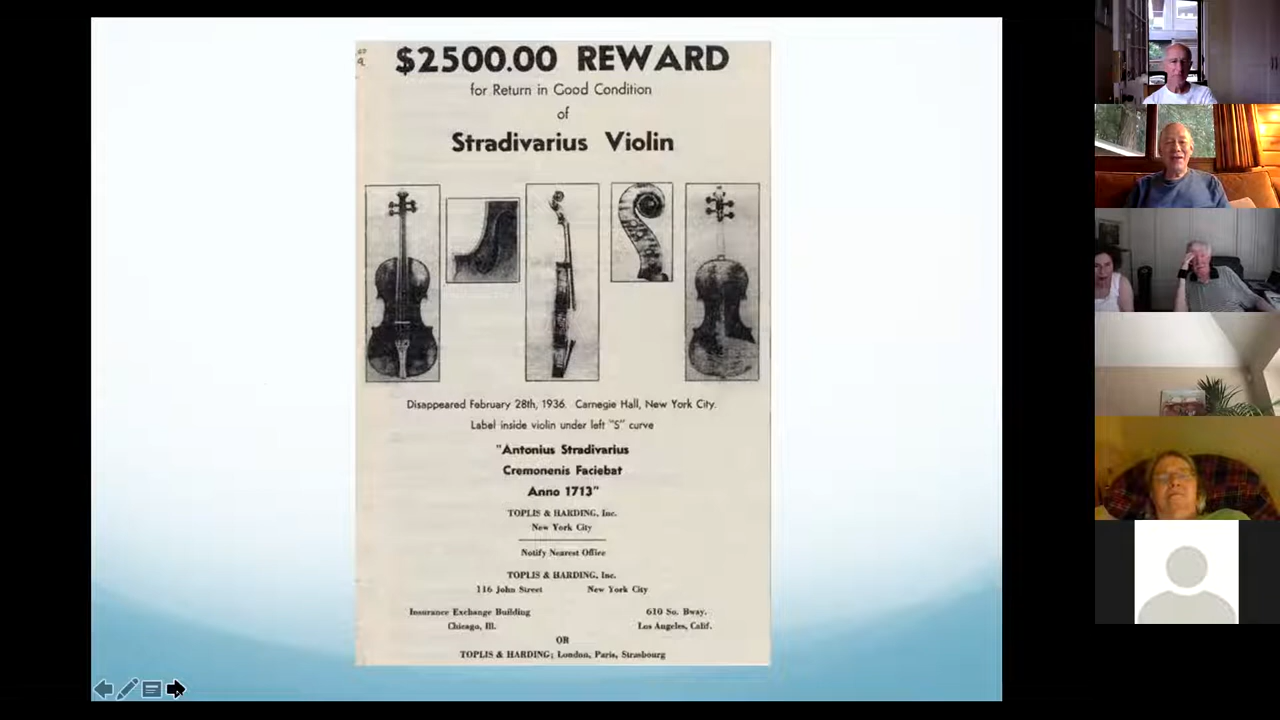 $2500.00 REWARD
for Return in Good Condition
of
Stradivarius Violin
Disappeared February 28th, 1936. Carnegie Hall, New York City.
Label inside violin under left "S" curve
"Antonius Stradivarius
Cremonenis Faciebat
Anno 1713"
TOPLIS & HARDING, Inc.
New York City
Notify Nearest Office
TOPLIS & HARDING, Inc.
116 John Street New York City
Insurance Exchange Building 610 So. Bway.
Chicago, Ill. Los Angeles, Calif.
OR
TOPLIS & HARDING; London, Paris, Strasbourg